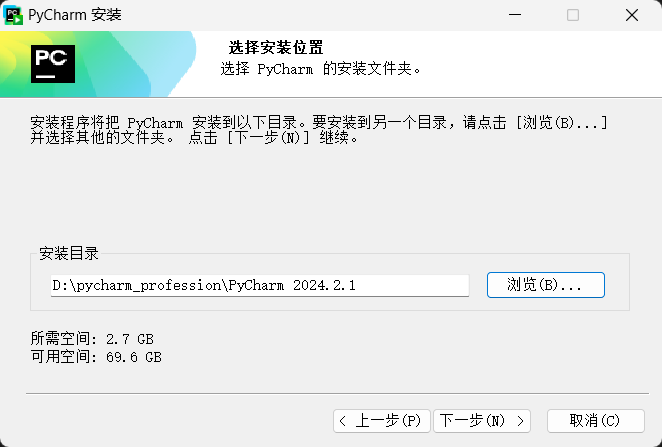 PyCharm 安装
PC
选择安装位置
选择 PyCharm 的安装文件夹。
安装程序将把 PyCharm 安装到以下目录。要安装到另一个目录，请点击 [浏览(B)...]
并选择其他的文件夹。 点击 [下一步(N)] 继续。
安装目录
D:\pycharm_profession\PyCharm 2024.2.1
浏览(B)...
所需空间: 2.7 GB
可用空间: 69.6 GB
< 上一步(P)
下一步(N) >
取消(C)